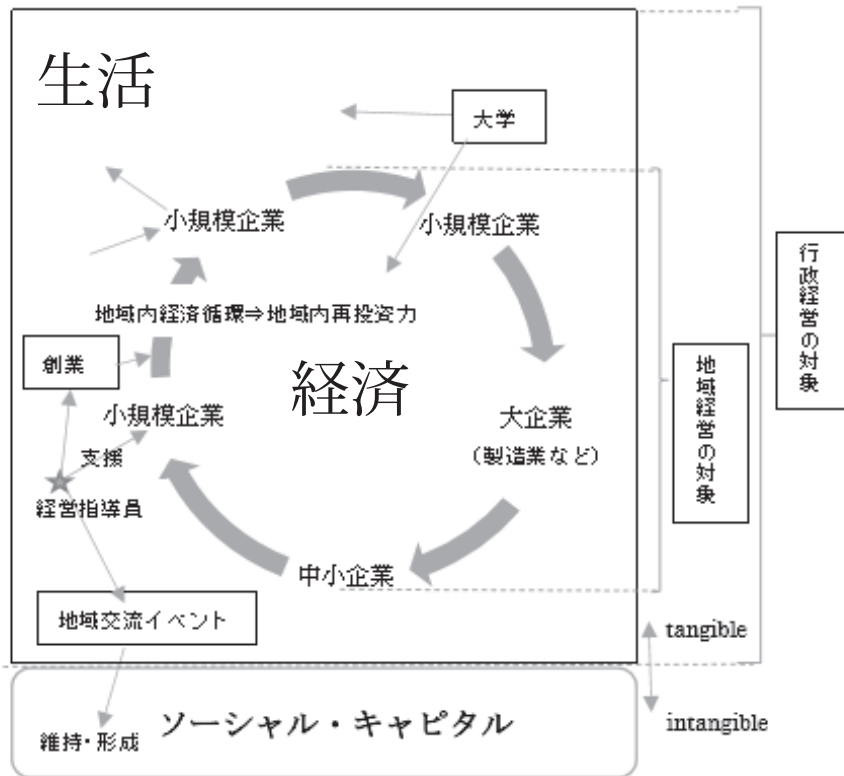 生活
大学
小規模企業
小規模企業
地域内経済循環⇒地域内再投資力
創業
経済
小規模企業
大企業
(製造業など)
支援
経営指導員
中小企業
地域交流イベント
ソーシャル・キャピタル
維持・形成
地域経営の対象
行政経営の対象
tangible
intangible